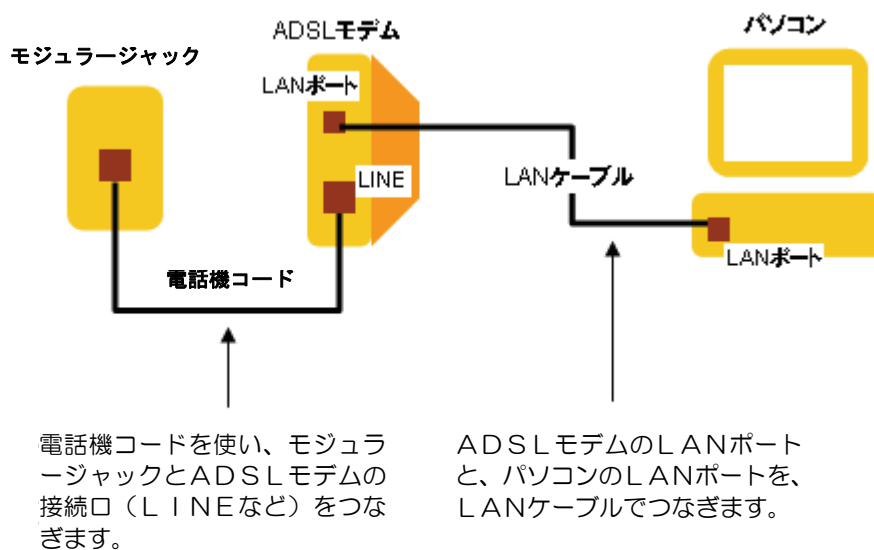 モジュラージャック
ADSLモデム
パソコン
LANポート
LINE
LANケーブル
LANポート
電話機コード
電話機コードを使い、モジュラ
ージャックとADSLモデムの
接続口（LINEなど）をつな
ぎます。
ADSLモデムのLANポート
と、パソコンのLANポートを、
LANケーブルでつなぎます。